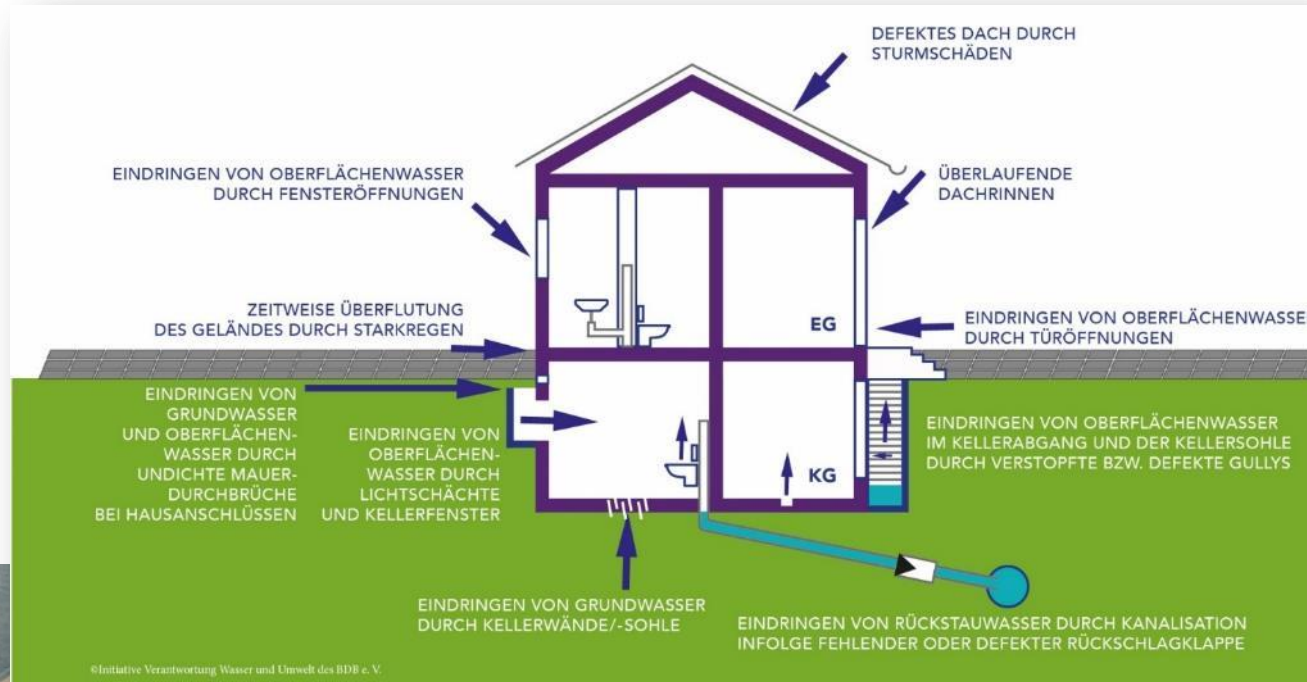 DEFEKTES DACH DURCH
STURMSCHÄDEN
EINDRINGEN VON OBERFLÄCHENWASSER
DURCH FENSTERÖFFNUNGEN
ÜBERLAUFENDE
DACHRINNEN
ZEITWEISE ÜBERFLUTUNG
DES GELÄNDES DURCH STARKREGEN
EG
EINDRINGEN VON OBERFLÄCHENWASSE
DURCH TÜRÖFFNUNGEN
EINDRINGEN VON
GRUNDWASSER
UND OBERFLÄCHEN-
WASSER DURCH
UNDICHTE MAUER-
DURCHBRÜCHE
BEI HAUSANSCHLÜSSEN
EINDRINGEN VON
OBERFLÄCHEN-
WASSER DURCH
LICHTSCHÄCHTE
UND KELLERFENSTER
KG
EINDRINGEN VON OBERFLÄCHENWASSER
IM KELLERABGANG UND DER KELLERSOHLE
DURCH VERSTOPFTE BZW. DEFEKTE GULLYS
EINDRINGEN VON GRUNDWASSER
DURCH KELLERWÄNDE/-SOHLE
EINDRINGEN VON RÜCKSTAUWASSER DURCH KANALISATION
INFOLGE FEHLENDER ODER DEFEKTER RÜCKSCHLAGKLAPPE
©Initiative Verantwortung Wasser und Umwelt des BDB e. V.